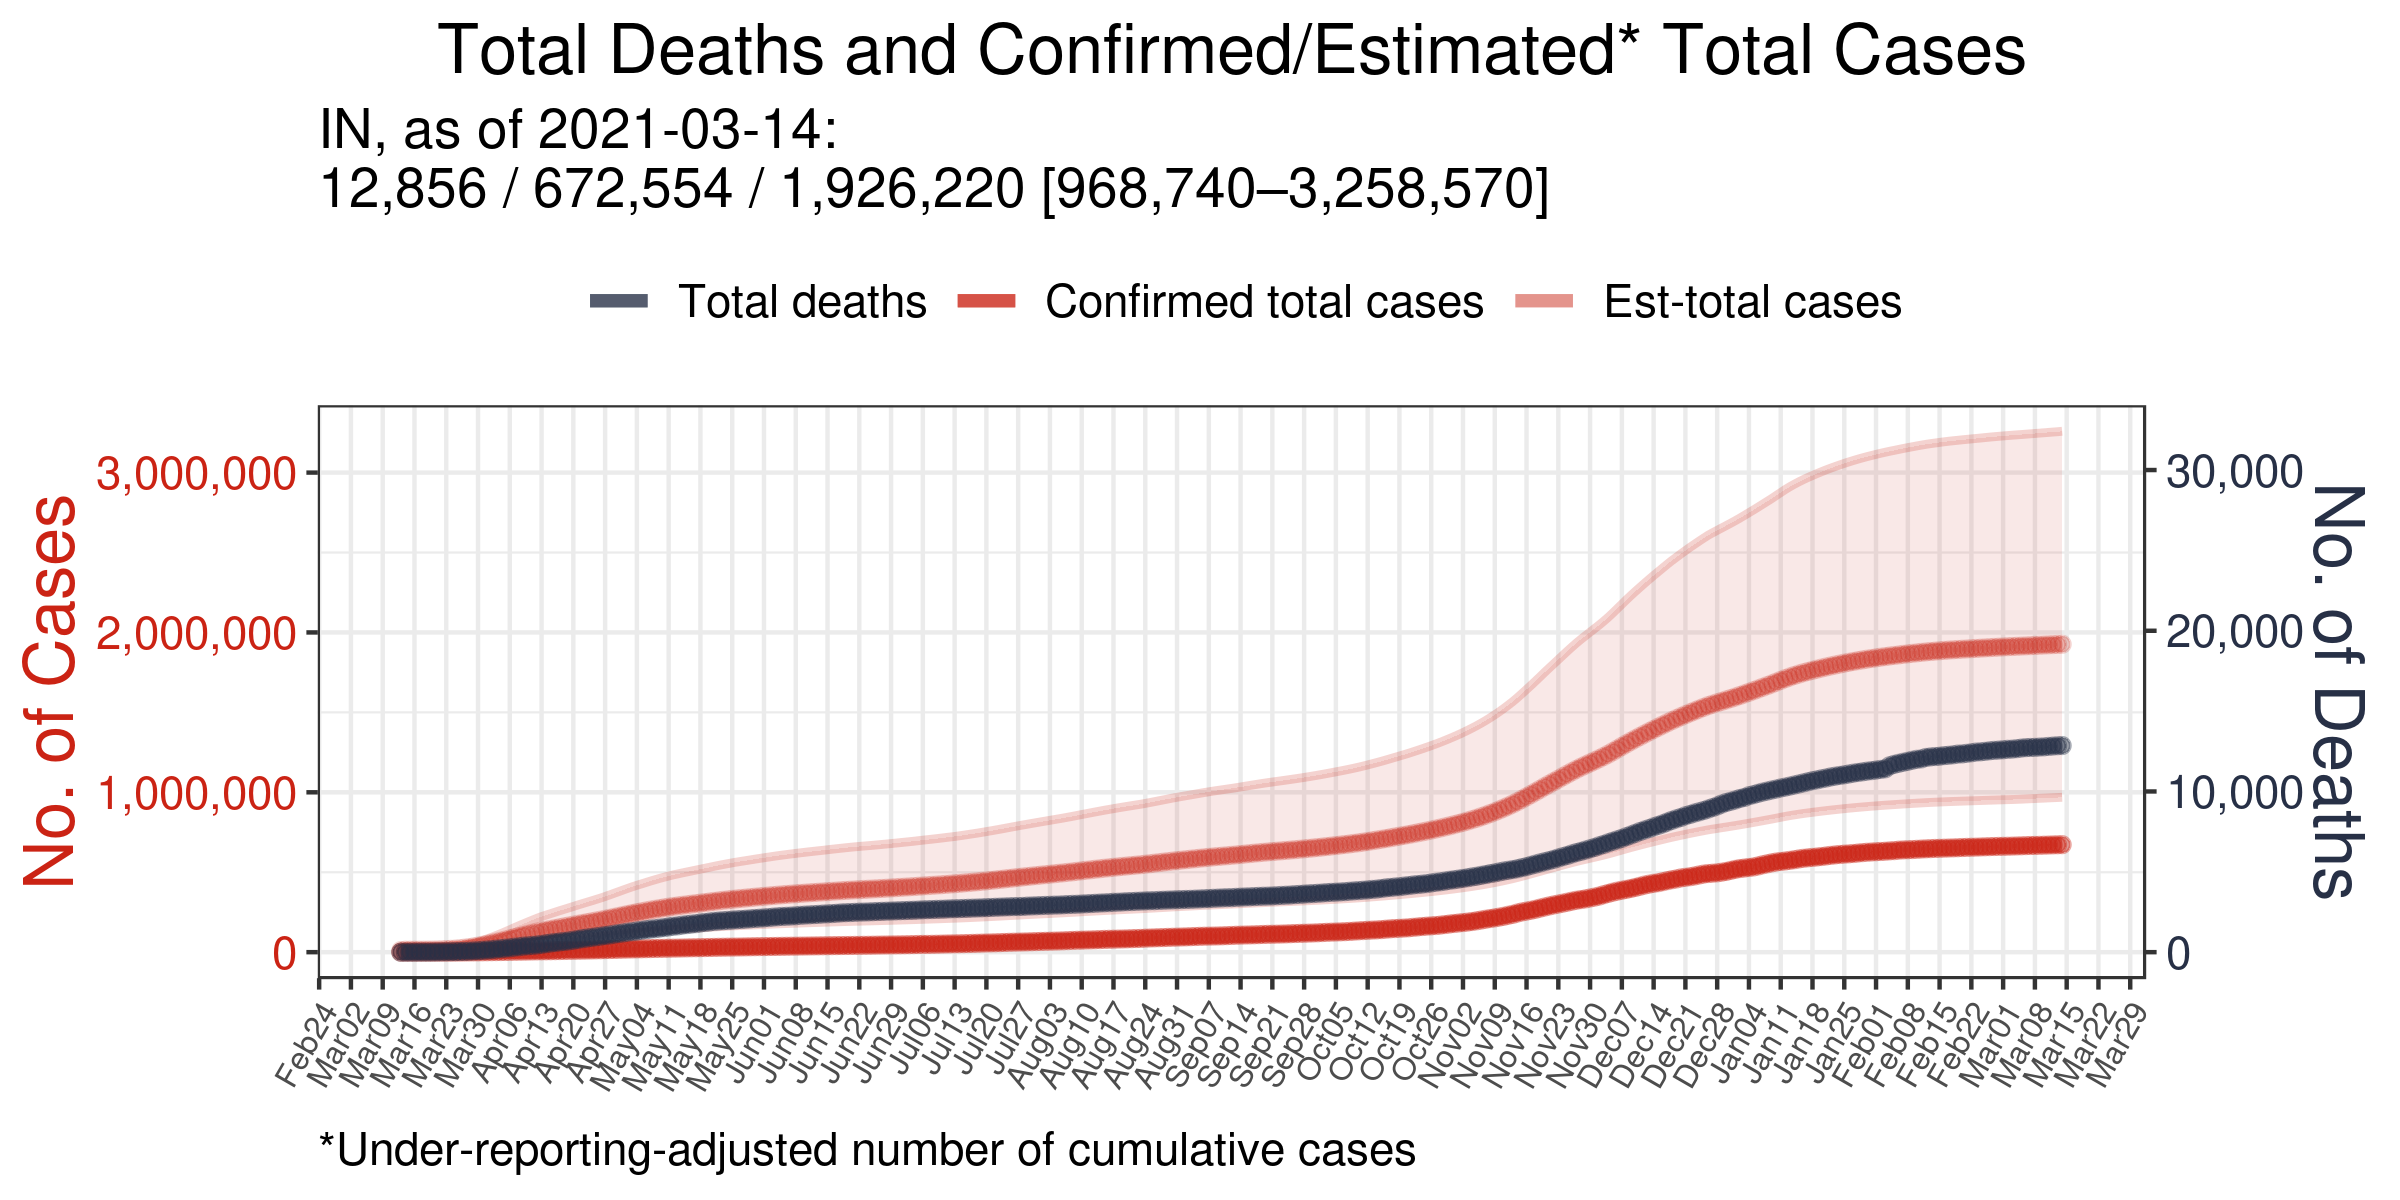 Total Deaths and Confirmed/Estimated* Total Cases
IN, as of 2021-03-14:
12,856 / 672,554 / 1,926,220 [968,740–3,258,570]
Total deaths
Confirmed total cases
Est-total cases
No. of Cases
3,000,000
2,000,000
1,000,000
0
30,000
20,000
10,000
0
No. of Deaths
Feb24
Mar02
Mar09
Mar16
Mar23
Mar30
Apr06
Apr13
Apr20
Apr27
May04
May11
May18
May25
Jun01
Jun08
Jun15
Jun22
Jun29
Jul06
Jul13
Jul20
Jul27
Aug03
Aug10
Aug17
Aug24
Aug31
Sep07
Sep14
Sep21
Sep28
Oct05
Oct12
Oct19
Oct26
Nov02
Nov09
Nov16
Nov23
Nov30
Dec07
Dec14
Dec21
Dec28
Jan04
Jan11
Jan18
Jan25
Feb01
Feb08
Feb15
Feb22
Mar01
Mar08
Mar15
Mar22
Mar29
*Under-reporting-adjusted number of cumulative cases